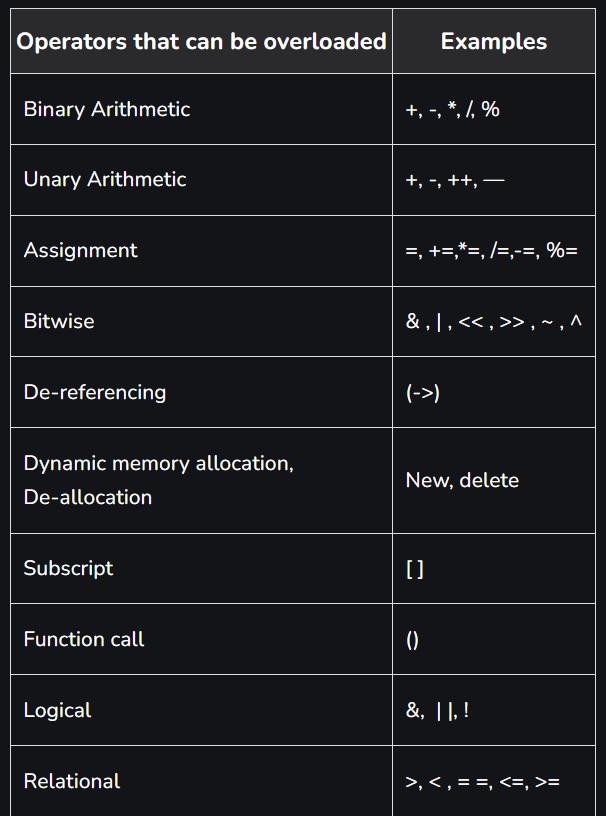 Operators that can be overloaded Examples
Binary Arithmetic +, -, *, /, %
Unary Arithmetic +, -, ++, —
Assignment =, +=,*=, /=,-=, %=
Bitwise & , | , << , >> , ~ , ^
De-referencing (->)
Dynamic memory allocation,
De-allocation New, delete
Subscript [ ]
Function call ()
Logical &, | |, !
Relational >, < , = =, <=, >=